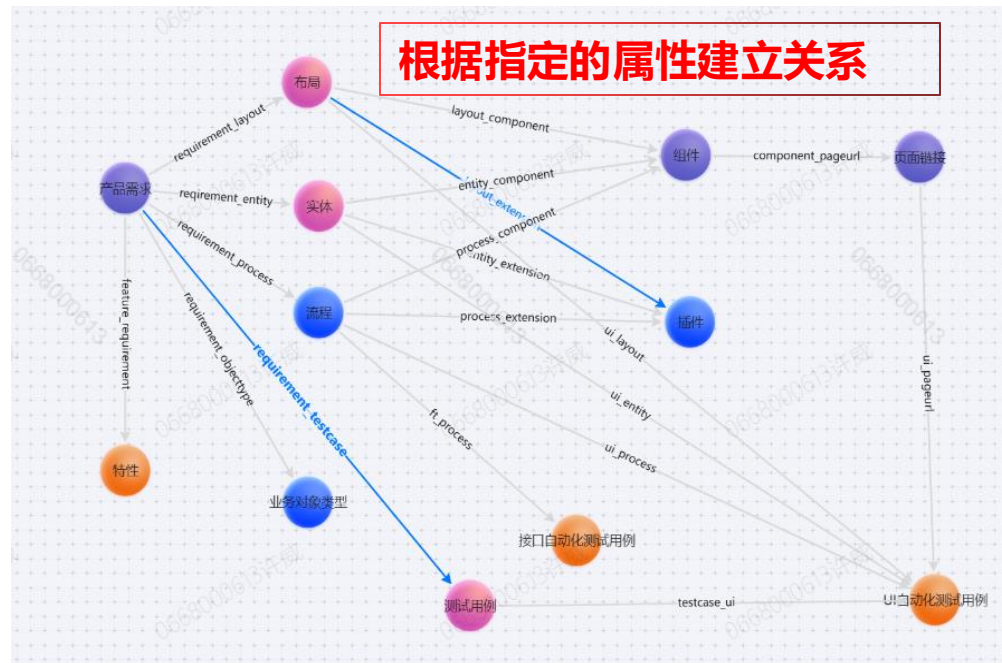 根据指定的属性建立关系
布局
requirement_layout
layout_component
产品需求
组件
component_pageurl
页面链接
reqirement_entity
实体
entity_component
layout_extension
process_component
requirement_process
entity_extension
流程
process_extension
插件
feature_requirement
requirement_objecttype
requirement_testcase
ui_layout
ui_entity
ui_pageurl
ft_process
ui_process
特性
业务对象类型
接口自动化测试用例
测试用例
testcase_ui
UI自动化测试用例